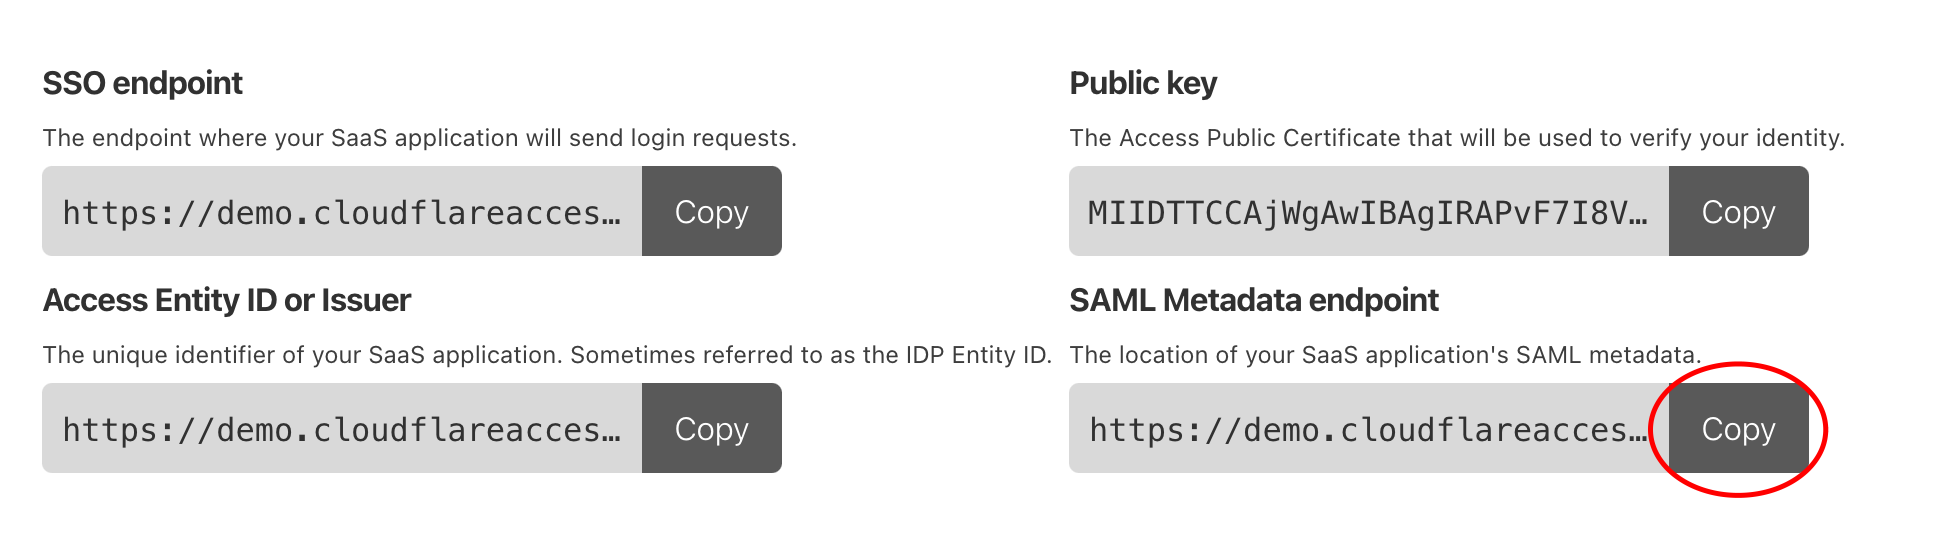 SSO endpoint
The endpoint where your SaaS application will send login requests.
https://demo.cloudflareacces…
Copy
Public key
The Access Public Certificate that will be used to verify your identity.
MIIDTTCCAjWgAwIBAgIRAPvF7I8V…
Copy
Access Entity ID or Issuer
The unique identifier of your SaaS application. Sometimes referred to as the IDP Entity ID.
https://demo.cloudflareacces…
Copy
SAML Metadata endpoint
The location of your SaaS application's SAML metadata.
https://demo.cloudflareacces…
Copy